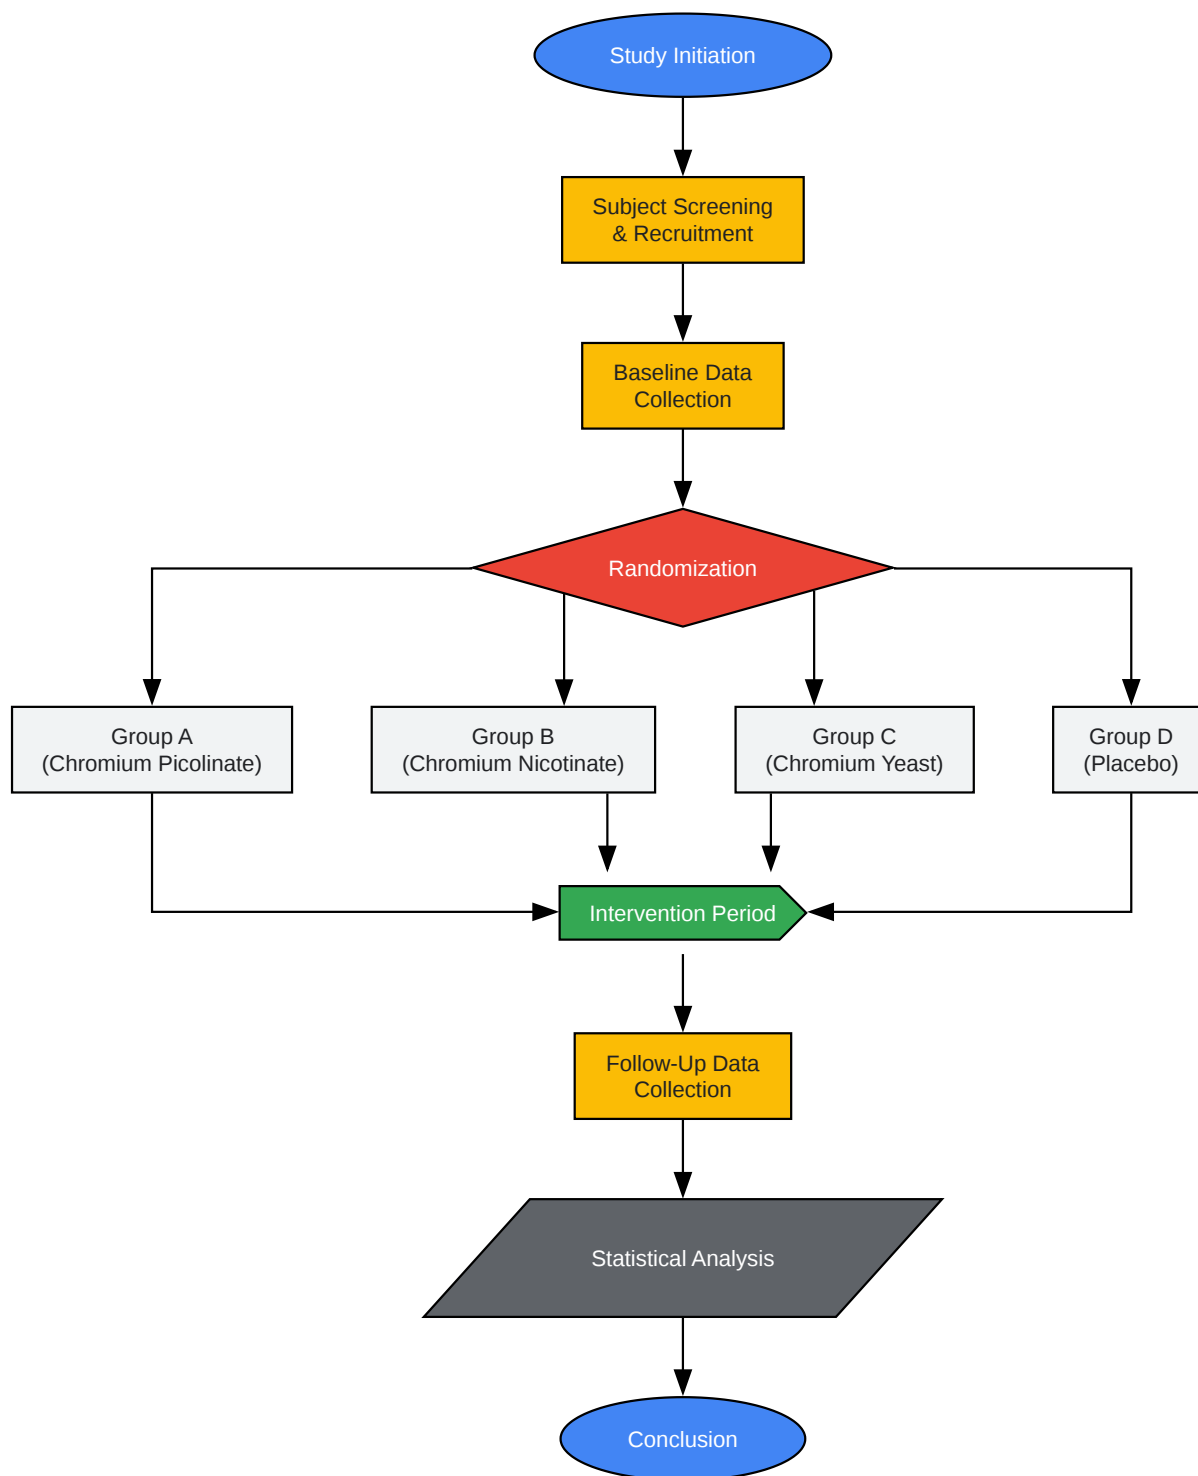 Study Initiation
Subject Screening
& Recruitment
Baseline Data
Collection
Randomization
Group A
(Chromium Picolinate)
Group B
(Chromium Nicotinate)
Group C
(Chromium Yeast)
Group D
(Placebo)
Intervention Period
Follow-Up Data
Collection
Statistical Analysis
Conclusion